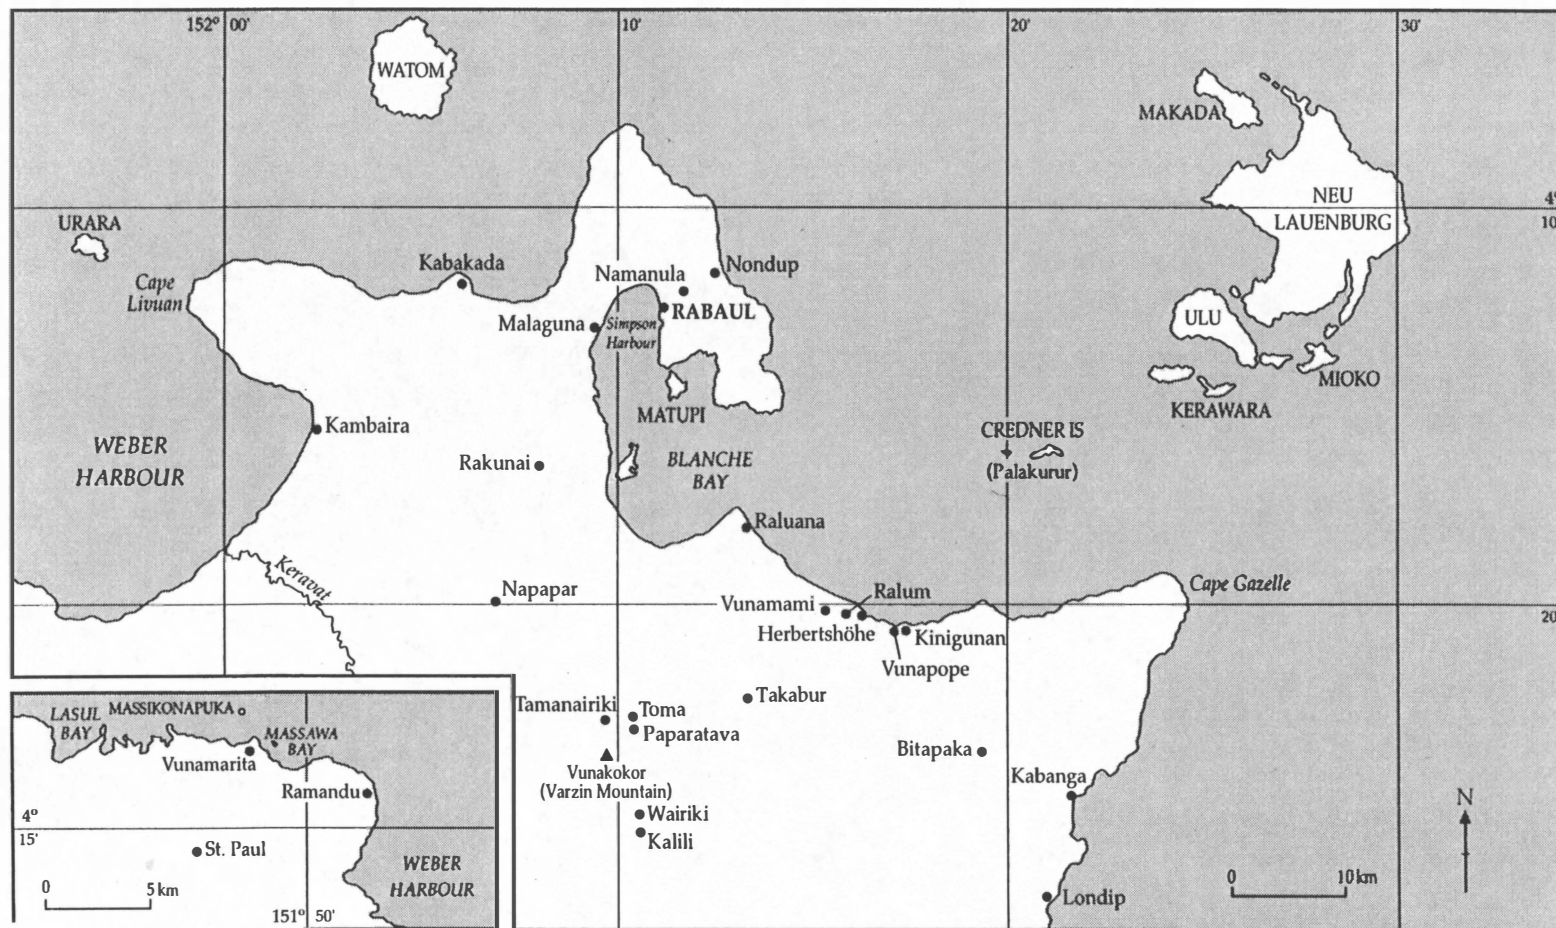 152° 00'
10'
20'
30'
WATOM
MAKADA
NEU
LAUENBURG
4°
10'
URARA
Cape
Livuan
Kabakada
Namanula
Nondup
RABAUL
Malaguna
Simpson
Harbour
ULU
MIOKO
KERAWARA
MATUPI
Kambaira
WEBER
HARBOUR
Rakunai
BLANCHE
BAY
CREDNER IS
(Palakurur)
Raluana
Keravat
Napapar
Cape Gazelle
Vunamami
Ralum
Herbertshöhe
Kinigunan
Vunapope
20'
Tamanairiki
Toma
Paparatava
Takabur
Vunakokor
(Varzin Mountain)
Bitapaka
Kabanga
Wairiki
Kalili
Londip
N
0 10 km
LASUL
BAY
MASSIKONAPUKA
MASSAWA
BAY
Vunamarita
Ramandu
4°
15'
St. Paul
WEBER
HARBOUR
0 5 km
151° 50'